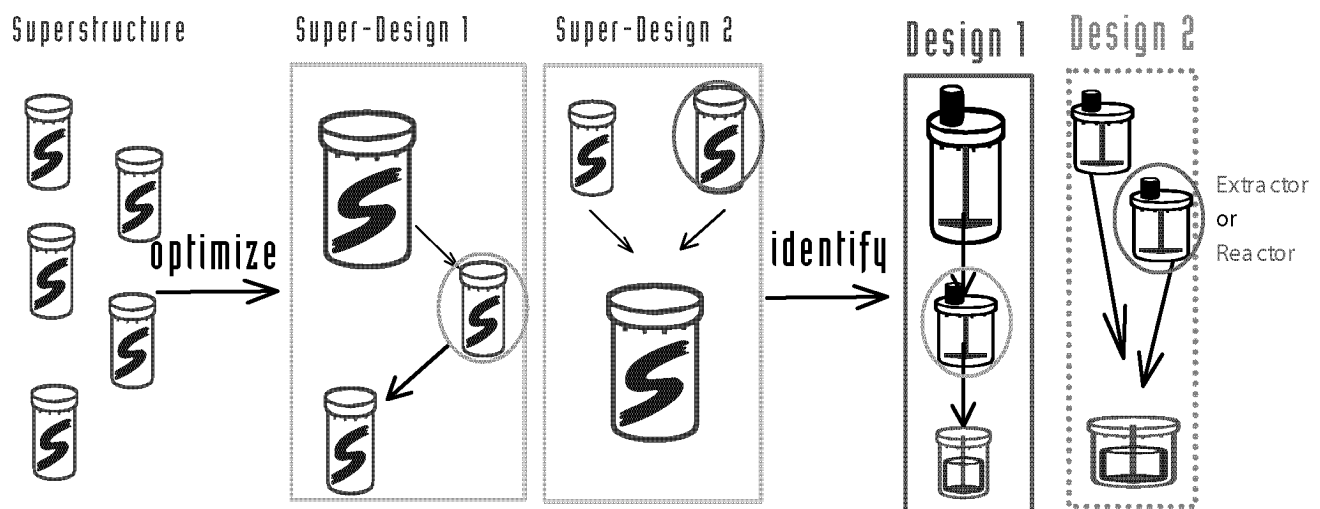 Superstructure
Super-Design 1
Super-Design 2
Design 1
Design 2
optimize
identify
Extractor
or
Reactor
S
S
S
S
S
S
S
S
S
S
S